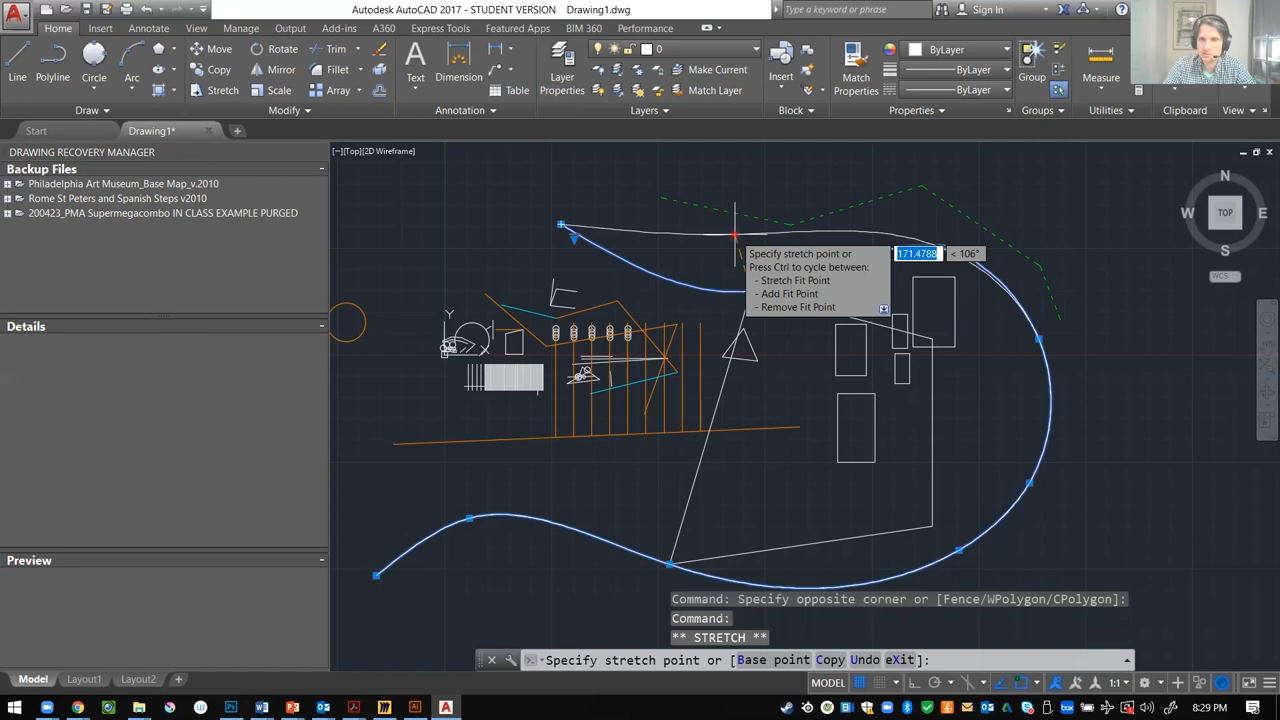 Autodesk AutoCAD 2017 - STUDENT VERSION Drawing1.dwg
Type a keyword or phrase
Sign In
Home Insert Annotate View Manage Output Add-ins A360 Express Tools Featured Apps BIM 360 Performance
Line Polyline Circle Arc
Move Rotate Trim
Copy Mirror Fillet
Stretch Scale Array
Text Dimension
Table
Layer
Properties
0
Make Current
Match Layer
Insert
Match
Properties
ByLayer
ByLayer
ByLayer
Group
Measure
Draw Modify Annotation Layers Block Properties Groups Utilities Clipboard View
Start Drawing1*
DRAWING RECOVERY MANAGER
Backup Files
Philadelphia Art Museum_Base Map_v.2010
Rome St Peters and Spanish Steps v2010
200423_PMA Supermegacombo IN CLASS EXAMPLE PURGED
Details
Preview
[−][Top][2D Wireframe]
N
W TOP E
S
WCS
Y
X
Specify stretch point or
Press Ctrl to cycle between:
- Stretch Fit Point
- Add Fit Point
- Remove Fit Point
171.4788 < 106°
Command: Specify opposite corner or [Fence/WPolygon/CPolygon]:
Command:
** STRETCH **
Specify stretch point or [Base point Copy Undo eXit]:
Model Layout1 Layout2
MODEL 1:1
8:29 PM